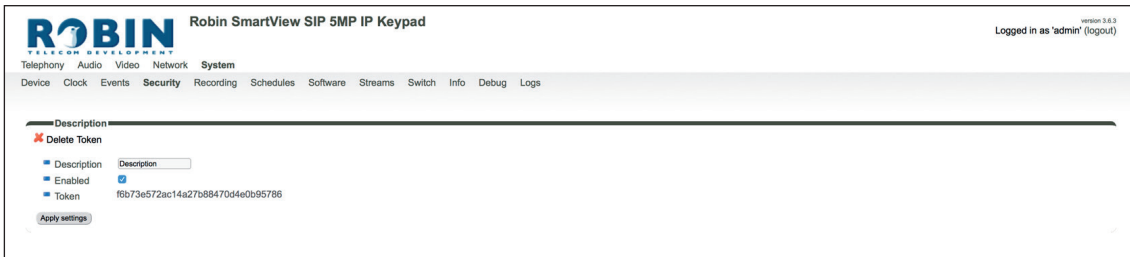 ROBIN
TELECOM DEVELOPMENT
Robin SmartView SIP 5MP IP Keypad
version 3.6.3
Logged in as 'admin' (logout)
Telephony Audio Video Network System
Device Clock Events Security Recording Schedules Software Streams Switch Info Debug Logs
Description
Delete Token
Description Description
Enabled
Token f6b73e572ac14a27b88470d4e0b95786
Apply settings